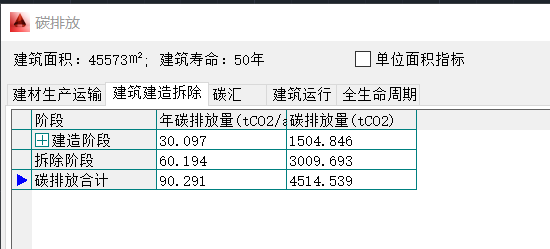 碳排放
建筑面积：45573m²；建筑寿命：50年 单位面积指标
建材生产运输 建筑建造拆除 碳汇 建筑运行 全生命周期
阶段 年碳排放量(tCO2/a 碳排放量(tCO2)
建造阶段 30.097 1504.846
拆除阶段 60.194 3009.693
碳排放合计 90.291 4514.539